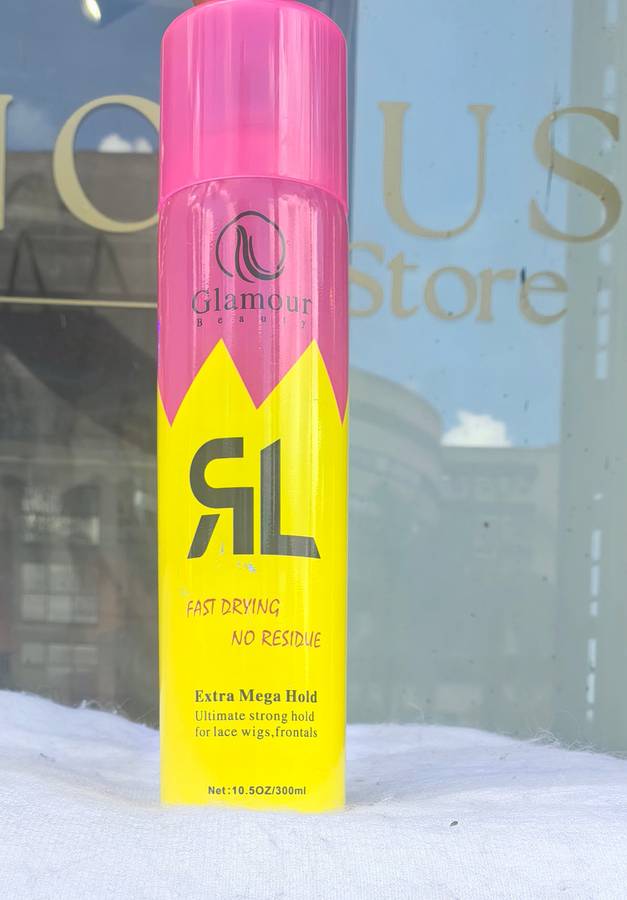 OUS
Store
Glamour
Beauty
RL
FAST DRYING
NO RESIDUE
Extra Mega Hold
Ultimate strong hold
for lace wigs,frontals
Net:10.5OZ/300ml